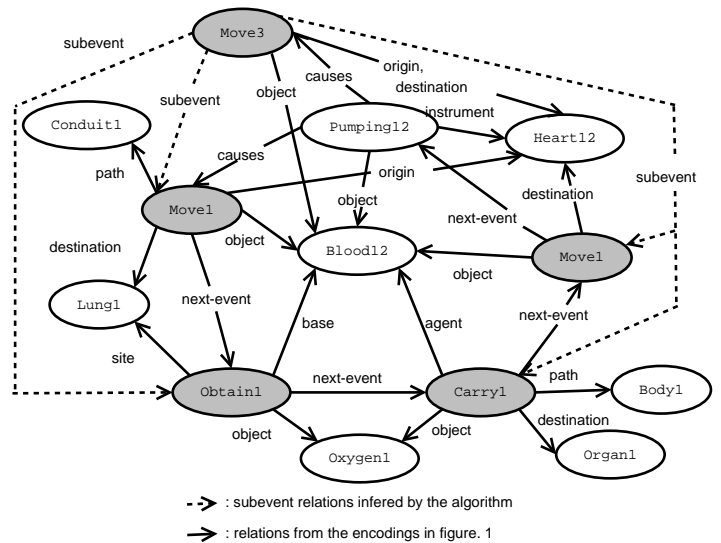 Move3
subevent
origin,
causes
destination
object
subevent
instrument
Conduit1
Pumping12
Heart12
causes
path
origin
subevent
object
destination
Move1
next-event
object
destination
Blood12
Move1
object
next-event
Lung1
base
agent
next-event
site
path
Obtain1
next-event
Carry1
Body1
destination
object
object
Oxygen1
Organ1
: subevent relations infered by the algorithm
: relations from the encodings in figure. 1